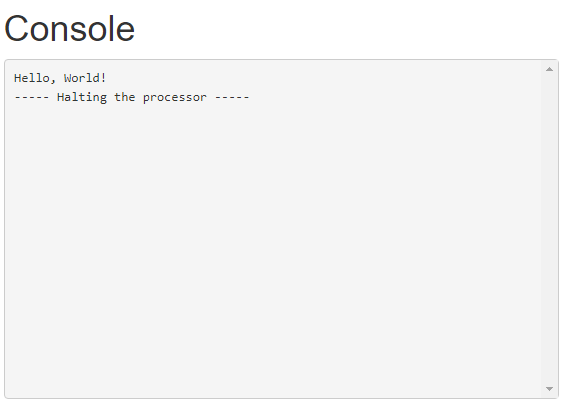 Console
Hello, World!
----- Halting the processor -----